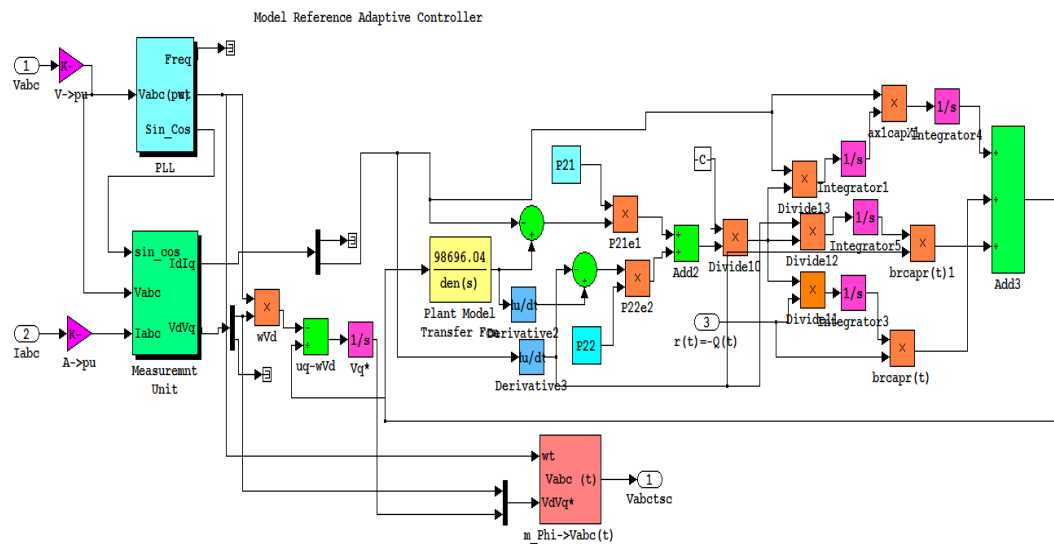 Model Reference Adaptive Controller
1
Vabc
K-
V->pu
Freq
Vabc(pu)
wt
Sin_Cos
PLL
sin_cos
IdIq
Vabc
Iabc
VdVq
Measuremnt
Unit
2
Iabc
K-
A->pu
×
wVd
-
+
uq-wVd
1/s
Vq*
98696.04
den(s)
Plant Model
Transfer Fcn
-
+
P21
×
P21e1
du/dt
Derivative2
-
+
×
P22e2
P22
du/dt
Derivative3
+
+
Add2
-C-
×
Divide10
3
r(t)=-Q(t)
×
Divide13
1/s
Integrator1
×
ax1capX1
1/s
Integrator4
×
Divide12
1/s
Integrator5
×
brcapr(t)1
Divide11
×
1/s
Integrator3
×
brcapr(t)
+
+
+
Add3
wt
Vabc (t)
VdVq*
m_Phi->Vabc(t)
1
Vabctsc